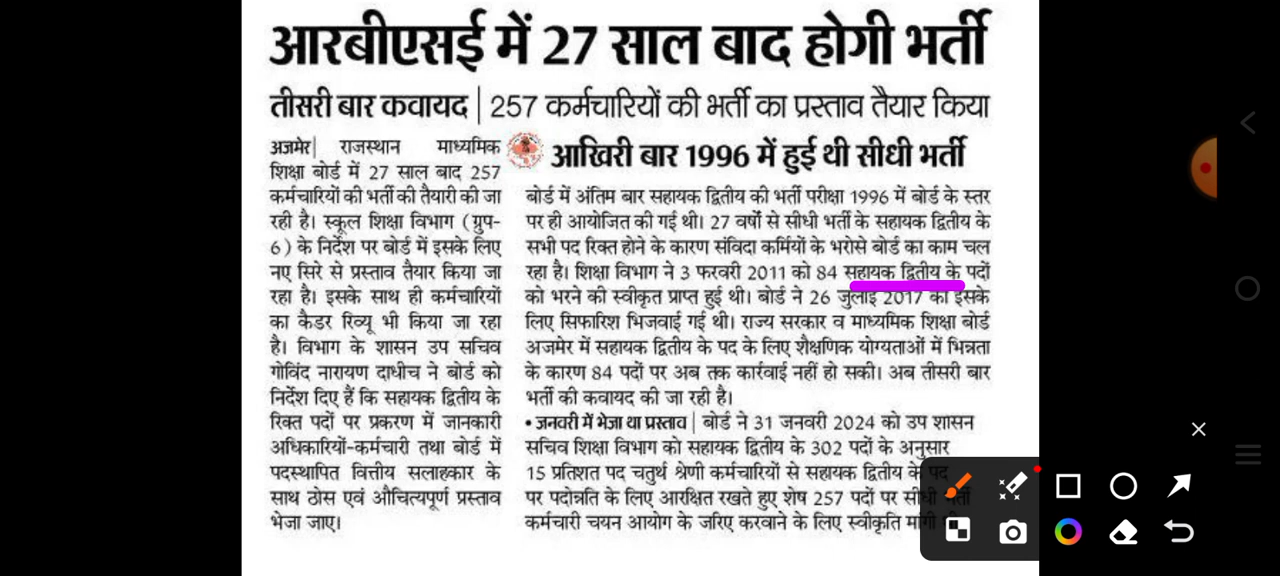 आरबीएसई में 27 साल बाद होगी भर्ती
तीसरी बार कवायद | 257 कर्मचारियों की भर्ती का प्रस्ताव तैयार किया
अजमेर| राजस्थान माध्यमिक
शिक्षा बोर्ड में 27 साल बाद 257
कर्मचारियों की भर्ती की तैयारी की जा
रही है। स्कूल शिक्षा विभाग (ग्रुप-
6) के निर्देश पर बोर्ड में इसके लिए
नए सिरे से प्रस्ताव तैयार किया जा
रहा है। इसके साथ ही कर्मचारियों
का कैडर रिव्यू भी किया जा रहा
है। विभाग के शासन उप सचिव
गोविंद नारायण दाधीच ने बोर्ड को
निर्देश दिए हैं कि सहायक द्वितीय के
रिक्त पदों पर प्रकरण में जानकारी
अधिकारियों-कर्मचारी तथा बोर्ड में
पदस्थापित वित्तीय सलाहकार के
साथ ठोस एवं औचित्यपूर्ण प्रस्ताव
भेजा जाए।
आखिरी बार 1996 में हुई थी सीधी भर्ती
बोर्ड में अंतिम बार सहायक द्वितीय की भर्ती परीक्षा 1996 में बोर्ड के स्तर
पर ही आयोजित की गई थी। 27 वर्षों से सीधी भर्ती के सहायक द्वितीय के
सभी पद रिक्त होने के कारण संविदा कर्मियों के भरोसे बोर्ड का काम चल
रहा है। शिक्षा विभाग ने 3 फरवरी 2011 को 84 सहायक द्वितीय के पदों
को भरने की स्वीकृत प्राप्त हुई थी। बोर्ड ने 26 जुलाई 2017 को इसके
लिए सिफारिश भिजवाई गई थी। राज्य सरकार व माध्यमिक शिक्षा बोर्ड
अजमेर में सहायक द्वितीय के पद के लिए शैक्षणिक योग्यताओं में भिन्नता
के कारण 84 पदों पर अब तक कार्रवाई नहीं हो सकी। अब तीसरी बार
भर्ती की कवायद की जा रही है।
• जनवरी में भेजा था प्रस्ताव | बोर्ड ने 31 जनवरी 2024 को उप शासन
सचिव शिक्षा विभाग को सहायक द्वितीय के 302 पदों के अनुसार
15 प्रतिशत पद चतुर्थ श्रेणी कर्मचारियों से सहायक द्वितीय के पद
पर पदोन्नति के लिए आरक्षित रखते हुए शेष 257 पदों पर सीधी भर्ती
कर्मचारी चयन आयोग के जरिए करवाने के लिए स्वीकृति मांगी